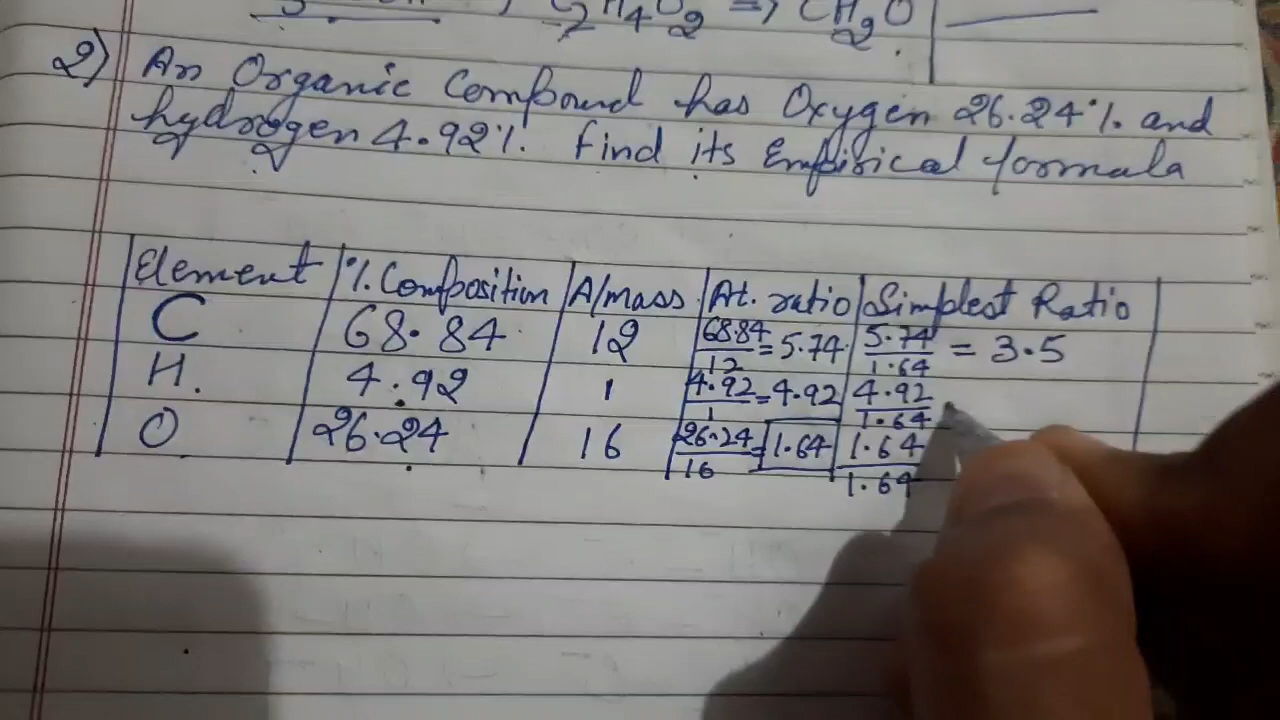 C2H4O2 => CH2O
2) An Organic Compound has Oxygen 26.24% and
hydrogen 4.92%. find its Empirical formula
Element %Composition A/mass At. ratio Simplest Ratio
C 68.84 12 68.84/12 = 5.74 5.74/1.64 = 3.5
H. 4.92 1 4.92/1 = 4.92 4.92/1.64
O 26.24 16 26.24/16 = 1.64 1.64/1.64